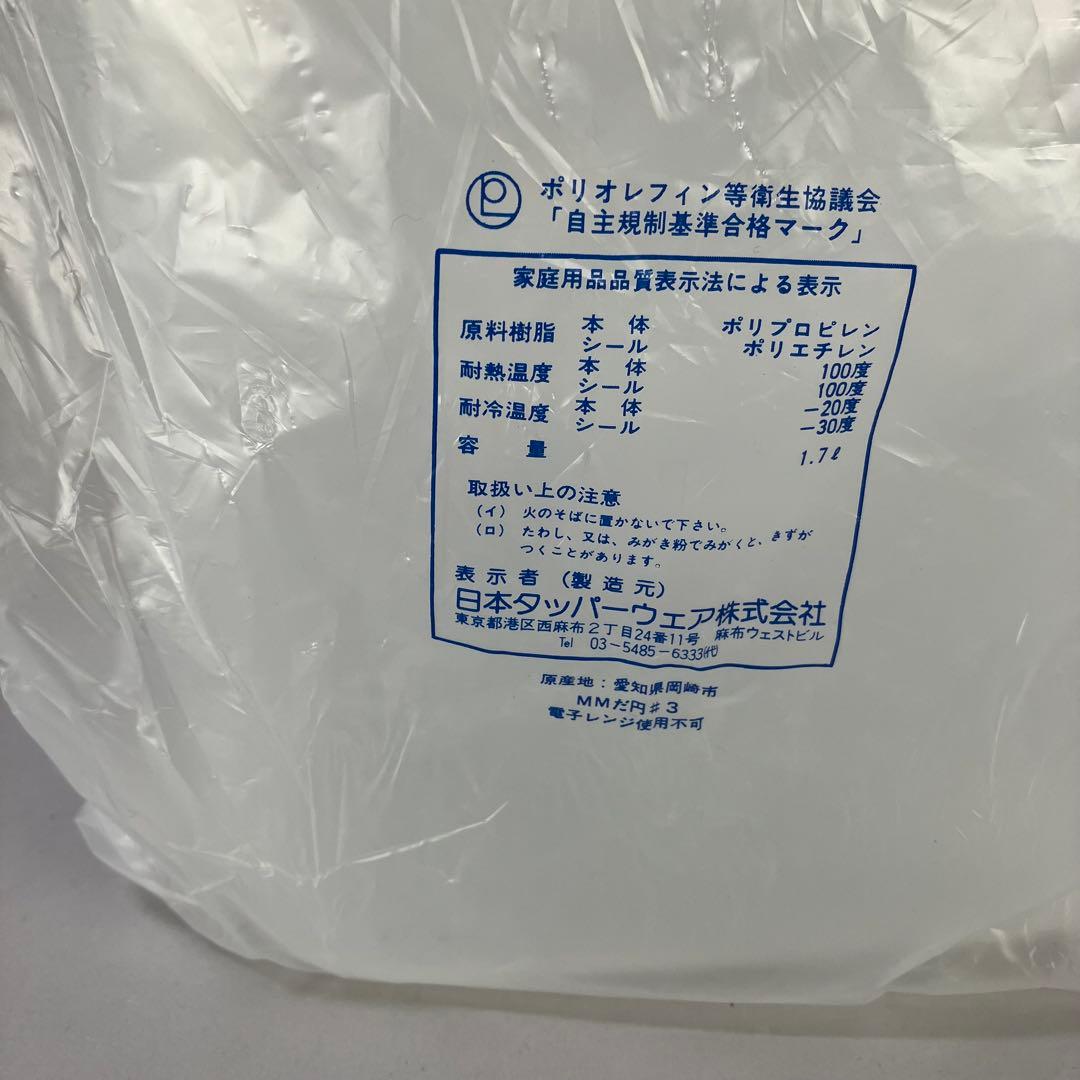 PL ポリオレフィン等衛生協議会
「自主規制基準合格マーク」
家庭用品品質表示法による表示
原料樹脂 本体 ポリプロピレン
シール ポリエチレン
耐熱温度 本体 100度
シール 100度
耐冷温度 本体 −20度
シール −30度
容量 1.7ℓ
取扱い上の注意
(イ) 火のそばに置かないで下さい。
(ロ) たわし、又は、みがき粉でみがくと、きずが
つくことがあります。
表示者 (製造元)
日本タッパーウェア株式会社
東京都港区西麻布2丁目24番11号 麻布ウェストビル
Tel 03−5485−6333㈹
原産地：愛知県岡崎市
MMだ円♯3
電子レンジ使用不可